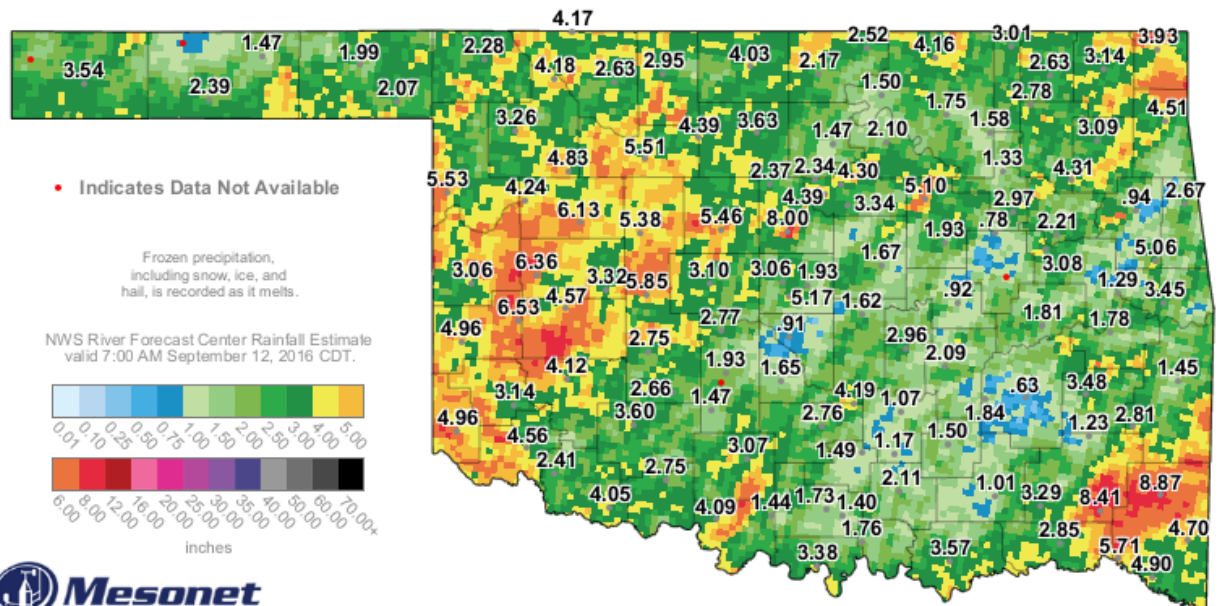 4.17
2.52 3.01 3.93
1.47 1.99 2.28 2.95 4.03 4.16 3.14
3.54 4.18 2.63 2.17 2.63
2.39 2.07 1.50 2.78
1.75 4.51
3.26 4.39 3.63 1.47 2.10 1.58 3.09
5.51
4.83 2.37 2.34 4.30 1.33 4.31
5.53 4.24 5.10 2.67
• Indicates Data Not Available
4.39 3.34 2.97 .94
6.13 5.38 5.46 8.00 1.93 .78 2.21
1.67 5.06
Frozen precipitation,
including snow, ice, and
hail, is recorded as it melts.
3.06 6.36 3.32 5.85 3.10 3.06 1.93 3.08 1.29
.92 3.45
6.53 4.57 5.17 1.62
2.77 1.81 1.78
4.96 2.75 .91 2.96
NWS River Forecast Center Rainfall Estimate
valid 7:00 AM September 12, 2016 CDT.
1.93 2.09
4.12 1.65 1.45
3.14 2.66 1.47 4.19 1.07 .63 3.48
4.96 3.60 2.76 1.84 1.23 2.81
0.01 0.10 0.25 0.50 0.75 1.00 1.50 2.00 2.50 3.00 4.00 5.00
4.56 3.07 1.49 1.17 1.50
2.41 2.75
2.11 1.01 8.87
4.05 4.09 1.44 1.73 1.40 3.29 8.41
6.00 8.00 12.00 16.00 20.00 25.00 30.00 35.00 40.00 50.00 60.00 70.00+
1.76 2.85 4.70
inches
3.38 3.57 5.71
4.90
Mesonet